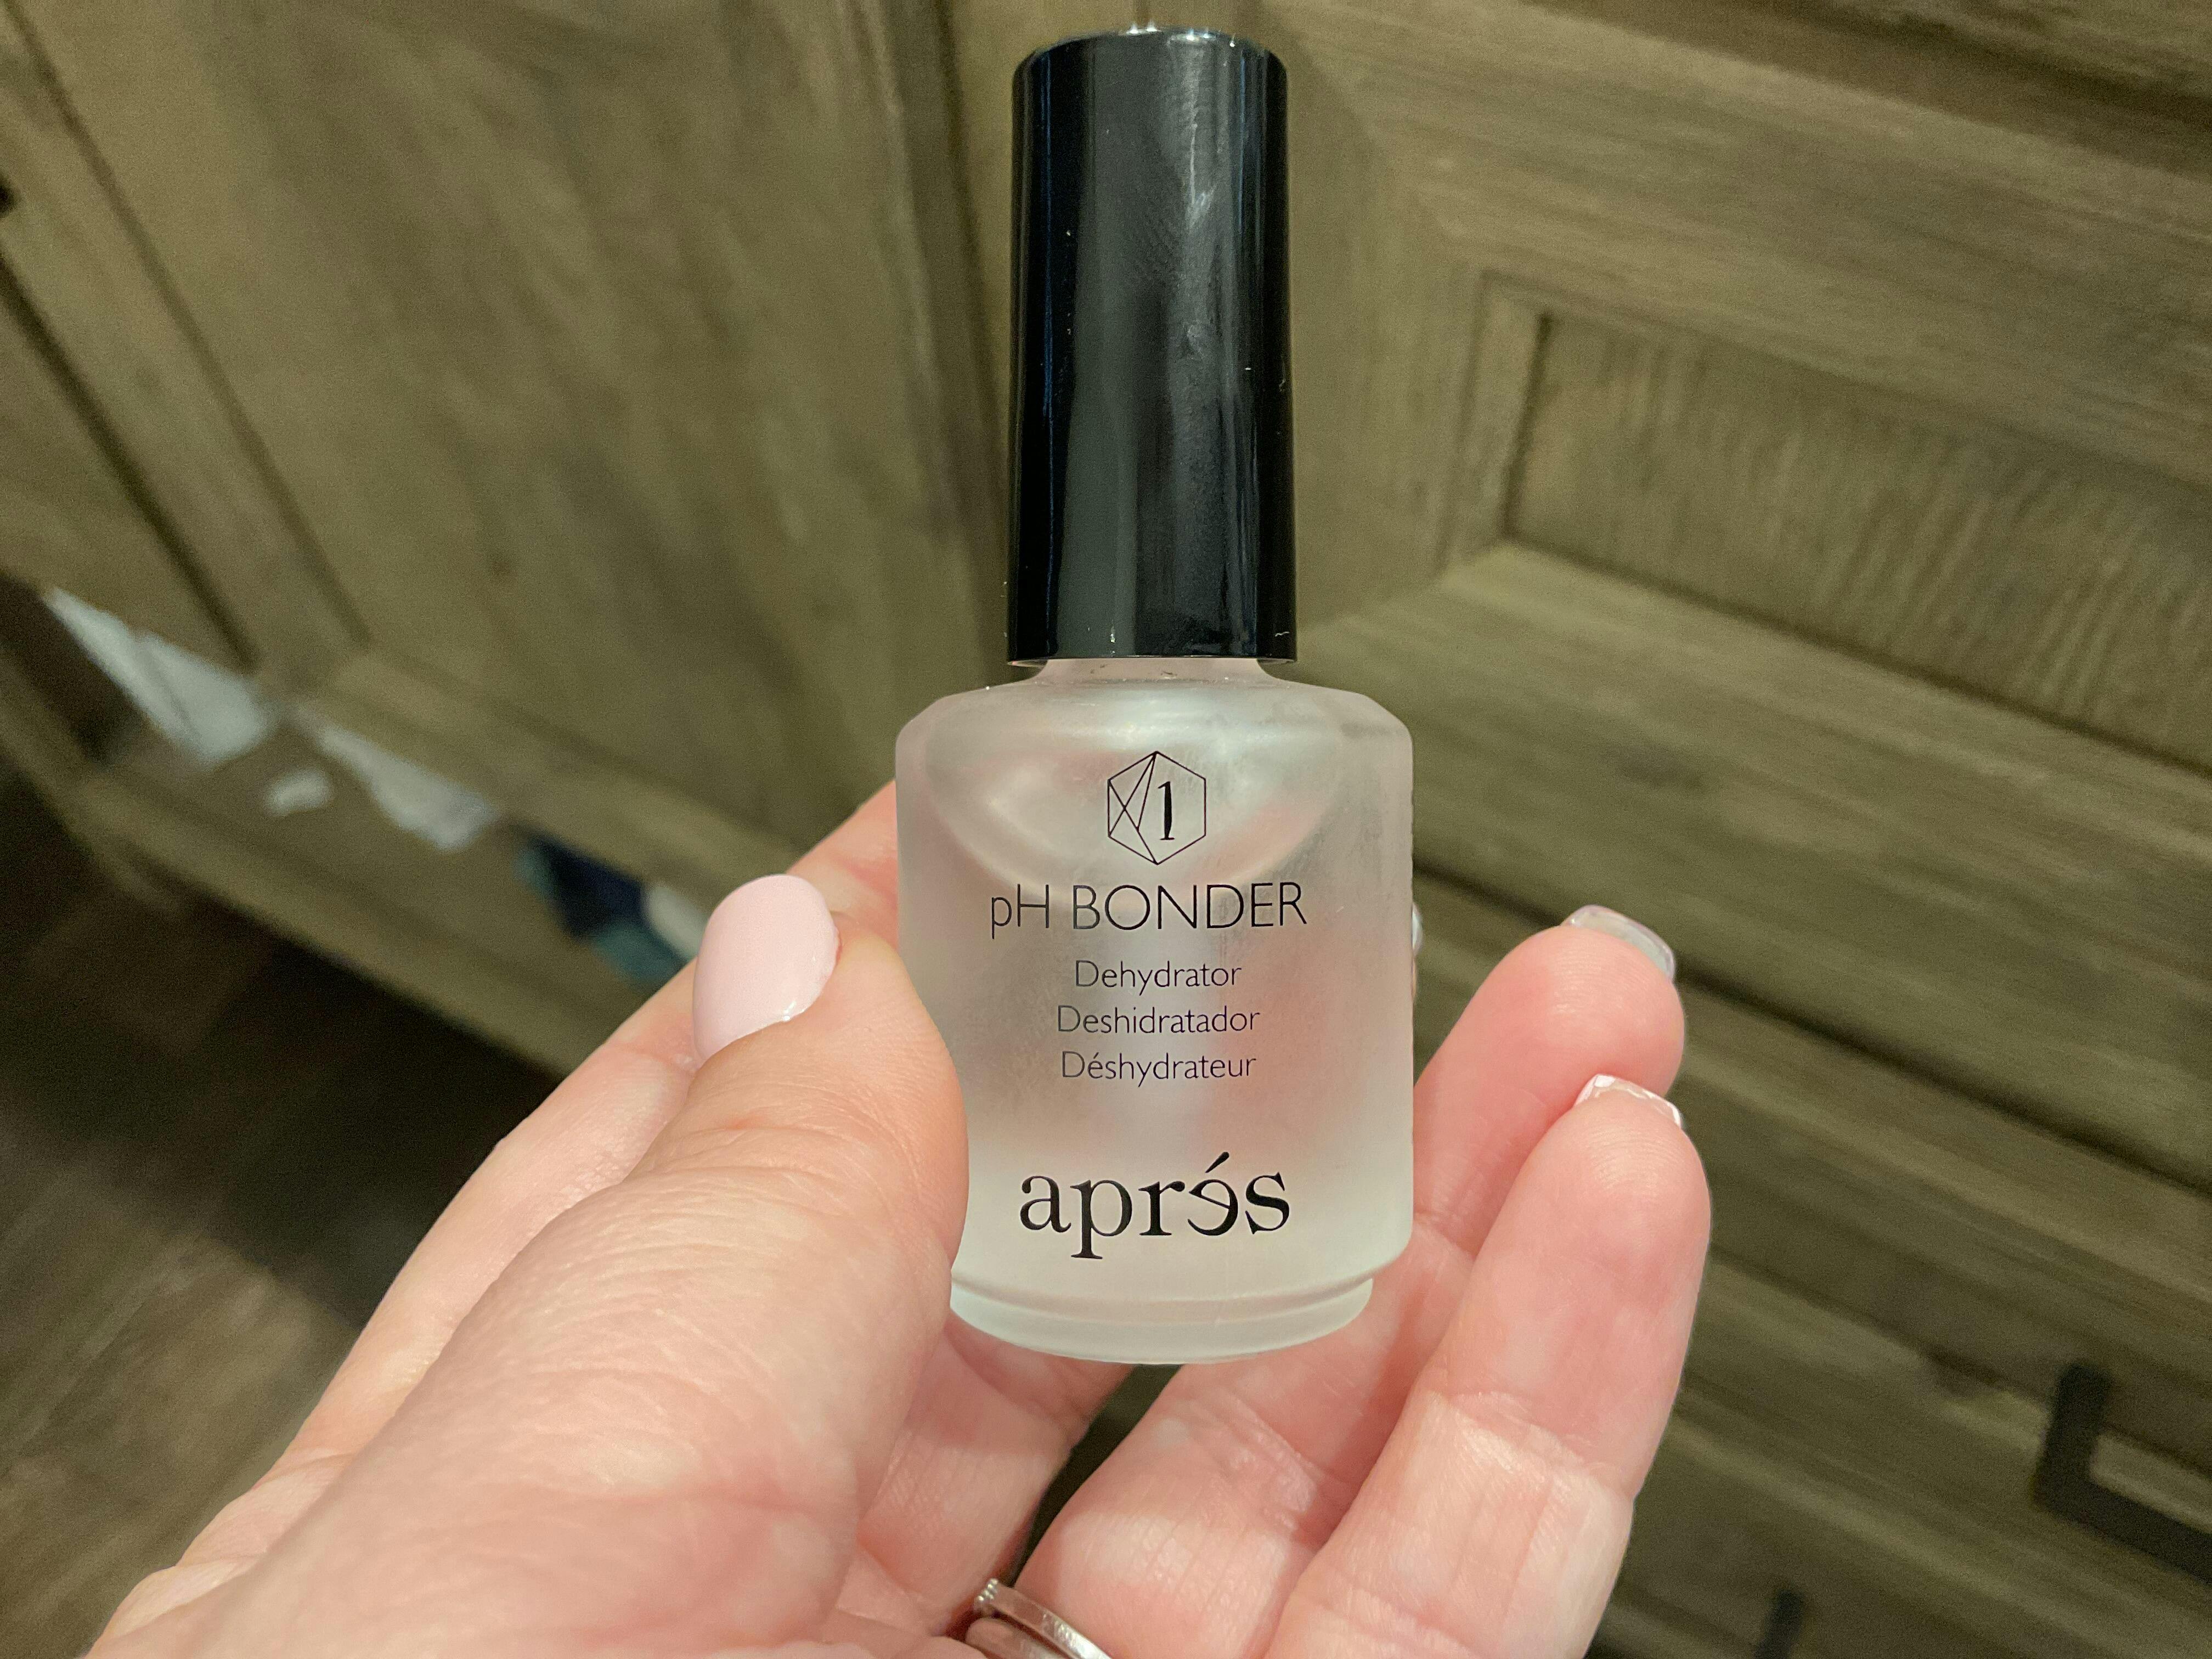 1
pH BONDER
Dehydrator
Deshidratador
Déshydrateur
aprés